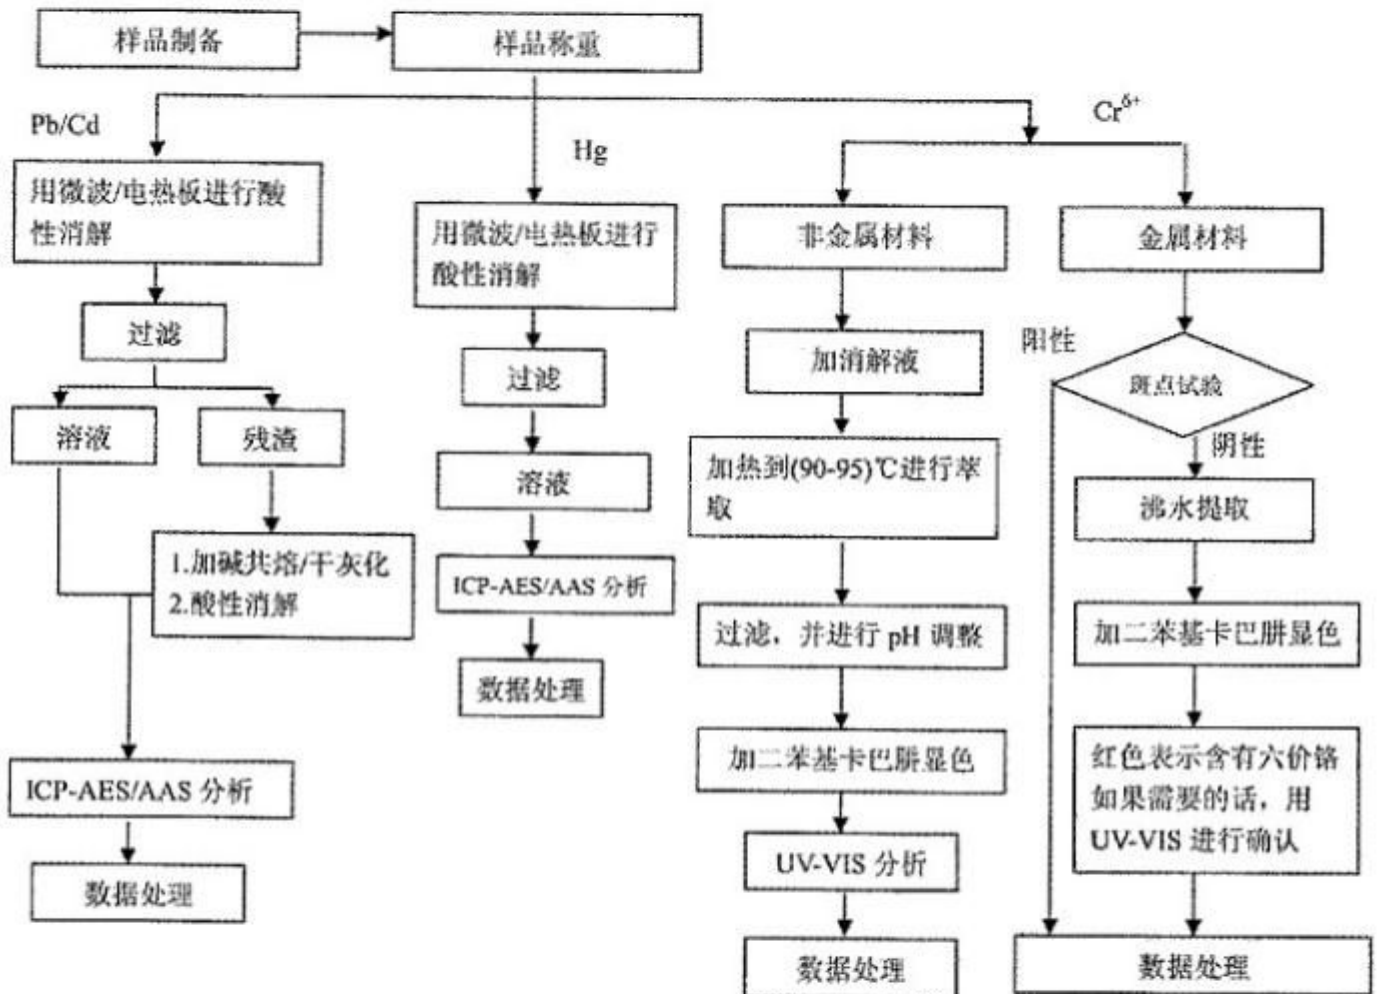 样品制备
样品称重
Pb/Cd
Hg
Cr⁶⁺
用微波/电热板进行酸
性消解
过滤
溶液
残渣
1.加碱共熔/干灰化
2.酸性消解
ICP-AES/AAS 分析
数据处理
用微波/电热板进行
酸性消解
过滤
溶液
ICP-AES/AAS 分析
数据处理
非金属材料
加消解液
加热到(90-95)℃进行萃
取
过滤，并进行 pH 调整
加二苯基卡巴肼显色
UV-VIS 分析
数据处理
金属材料
阳性
斑点试验
阴性
沸水提取
加二苯基卡巴肼显色
红色表示含有六价铬
如果需要的话，用
UV-VIS 进行确认
数据处理